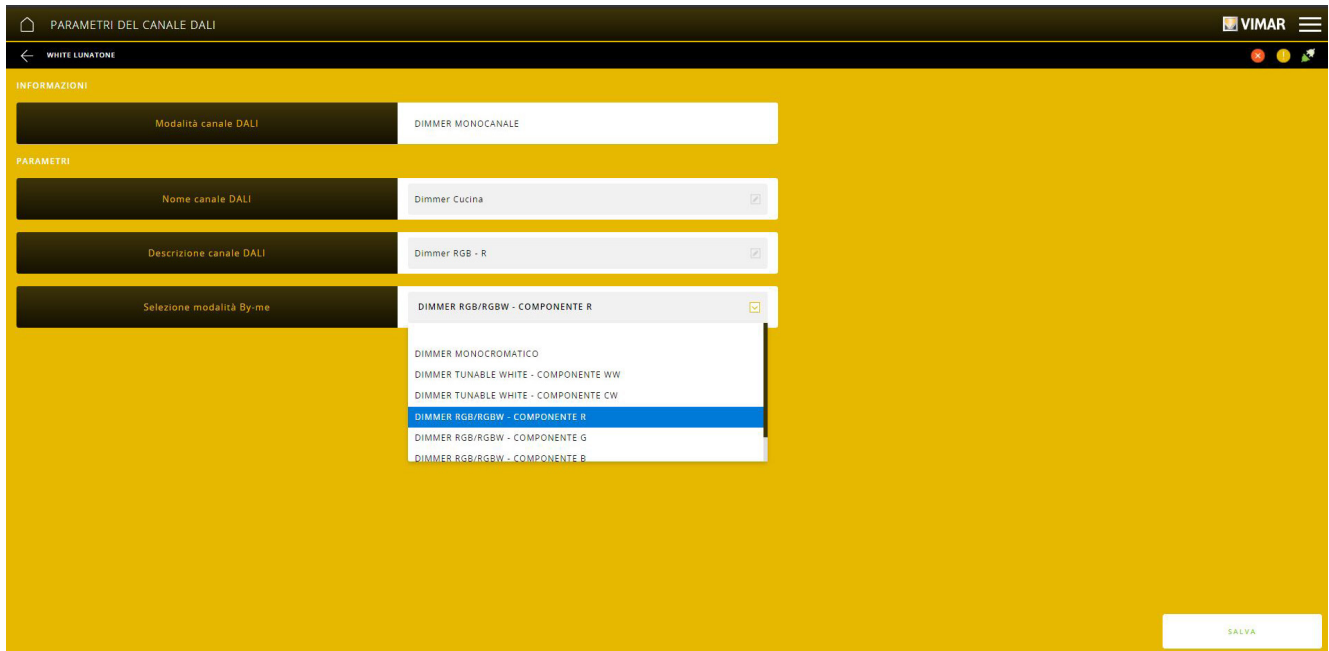 PARAMETRI DEL CANALE DALI
VIMAR
WHITE LUNATONE
INFORMAZIONI
Modalità canale DALI
DIMMER MONOCANALE
PARAMETRI
Nome canale DALI
Dimmer Cucina
Descrizione canale DALI
Dimmer RGB - R
Selezione modalità By-me
DIMMER RGB/RGBW - COMPONENTE R
DIMMER MONOCROMATICO
DIMMER TUNABLE WHITE - COMPONENTE WW
DIMMER TUNABLE WHITE - COMPONENTE CW
DIMMER RGB/RGBW - COMPONENTE R
DIMMER RGB/RGBW - COMPONENTE G
DIMMER RGB/RGBW - COMPONENTE B
SALVA